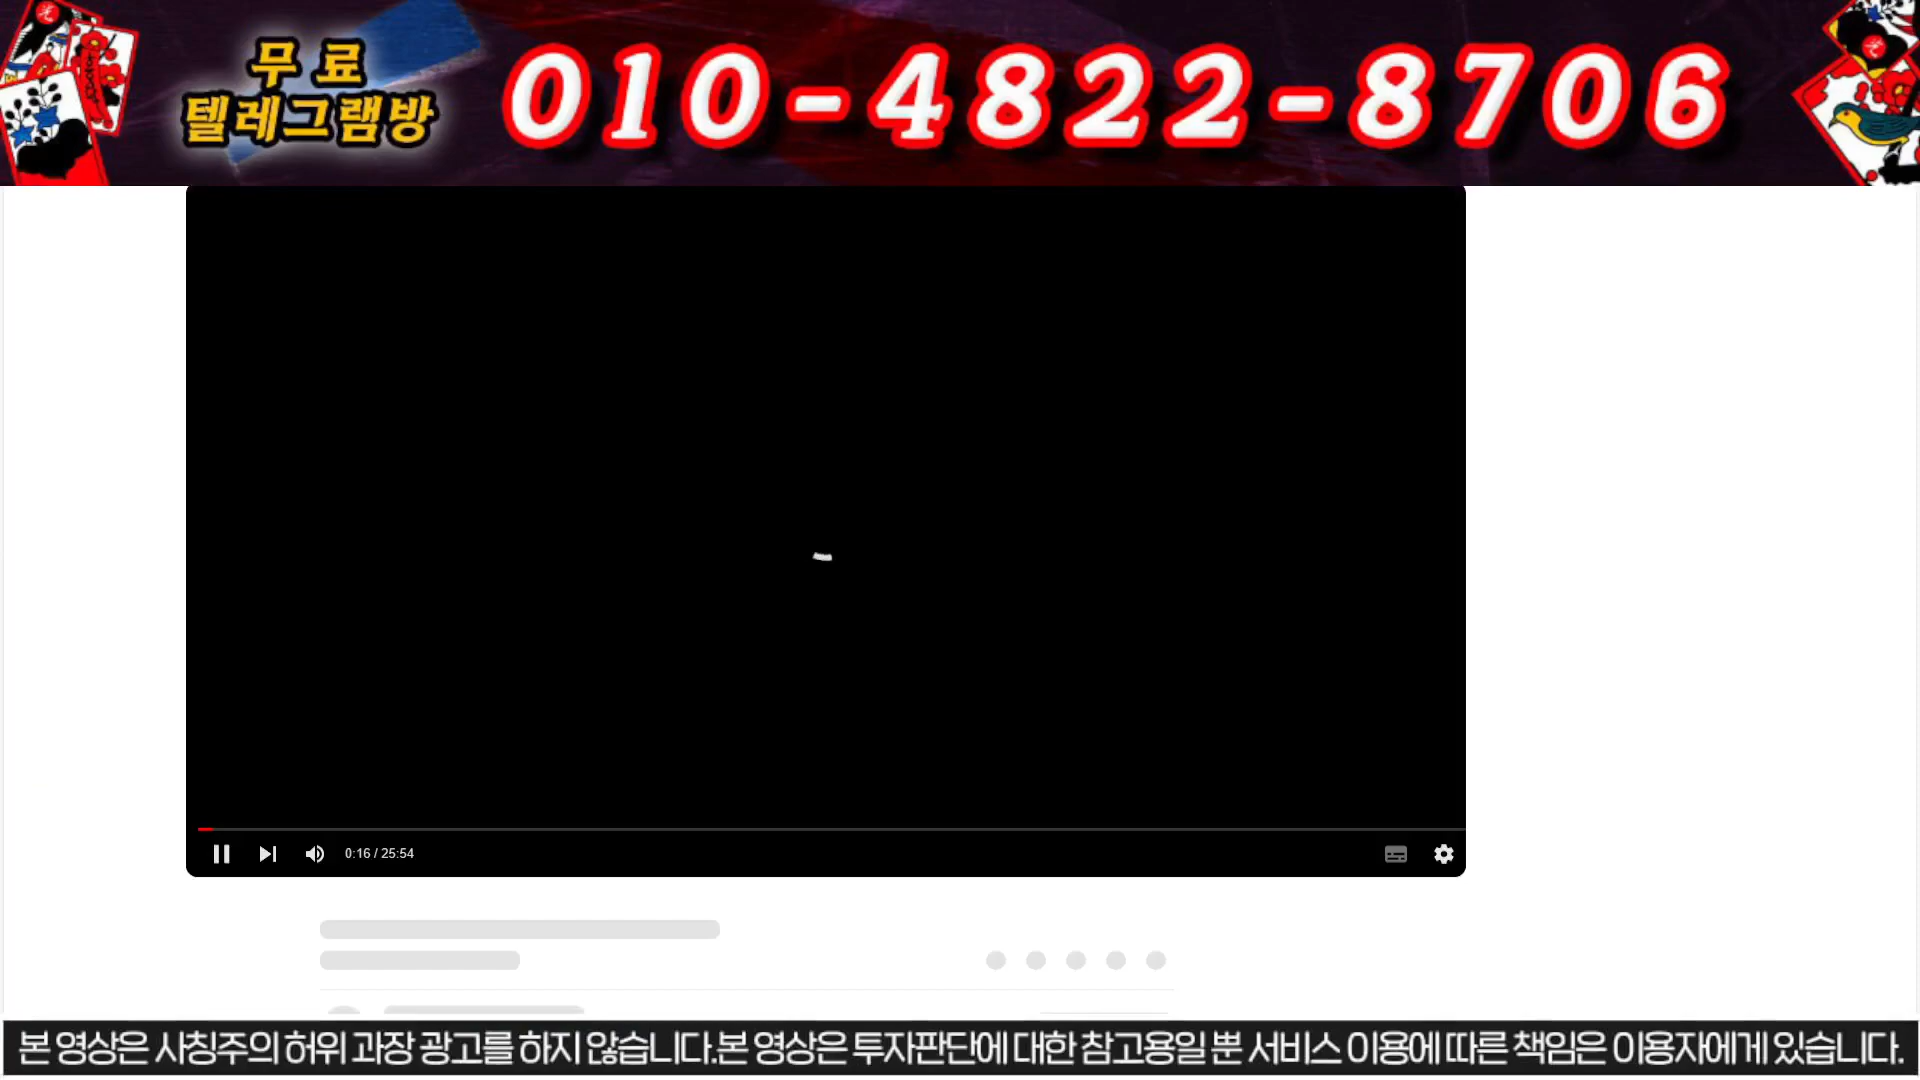 무료
텔레그램방
010-4822-8706
0:16 / 25:54
본 영상은 사칭주의 허위 과장 광고를 하지 않습니다.본 영상은 투자판단에 대한 참고용일 뿐 서비스 이용에 따른 책임은 이용자에게 있습니다.